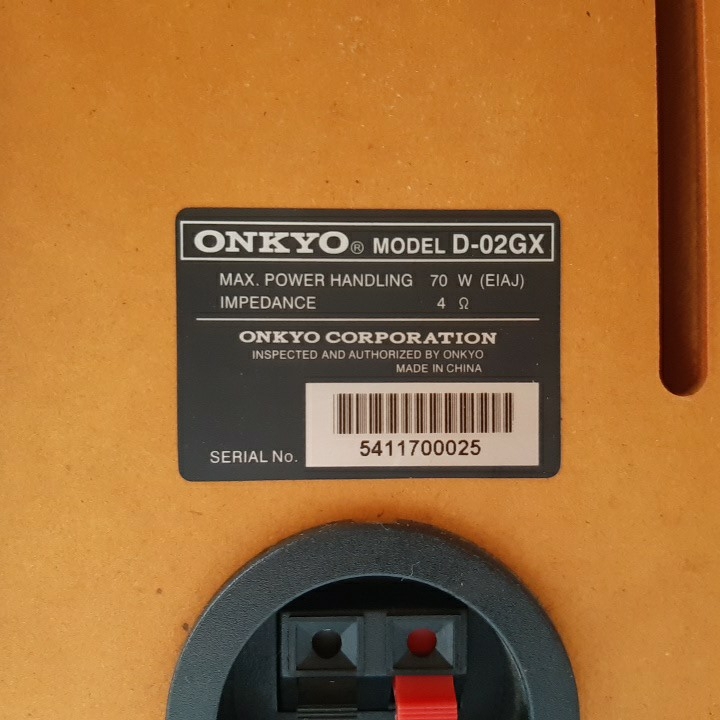 ONKYO® MODEL D-02GX
MAX. POWER HANDLING 70 W (EIAJ)
IMPEDANCE 4 Ω
ONKYO CORPORATION
INSPECTED AND AUTHORIZED BY ONKYO
MADE IN CHINA
5411700025
SERIAL No.